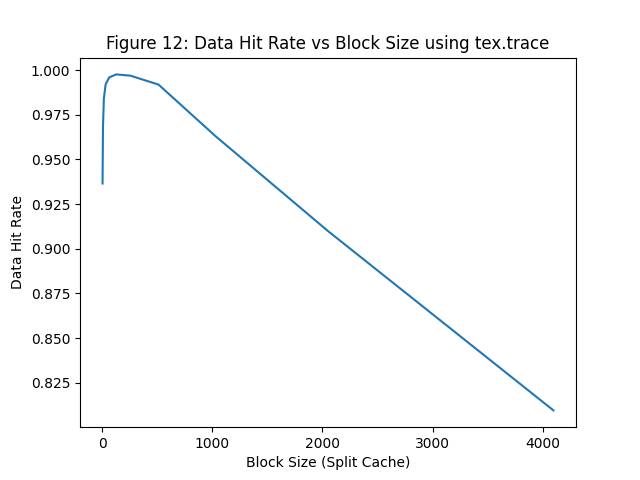 Figure 12: Data Hit Rate vs Block Size using tex.trace
1.000
0.975
0.950
0.925
0.900
0.875
0.850
0.825
Data Hit Rate
0 1000 2000 3000 4000
Block Size (Split Cache)